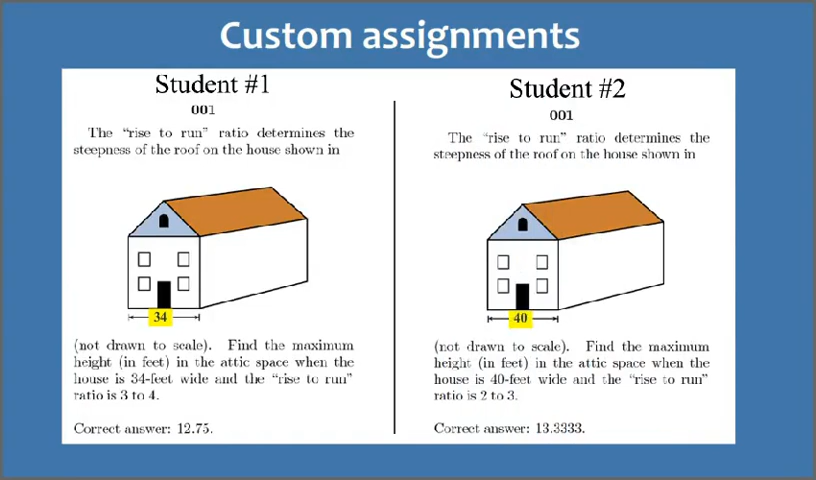 Custom assignments
Student #1
001
The “rise to run” ratio determines the
steepness of the roof on the house shown in
34
(not drawn to scale). Find the maximum
height (in feet) in the attic space when the
house is 34-feet wide and the “rise to run”
ratio is 3 to 4.
Correct answer: 12.75.
Student #2
001
The “rise to run” ratio determines the
steepness of the roof on the house shown in
40
(not drawn to scale). Find the maximum
height (in feet) in the attic space when the
house is 40-feet wide and the “rise to run”
ratio is 2 to 3.
Correct answer: 13.3333.